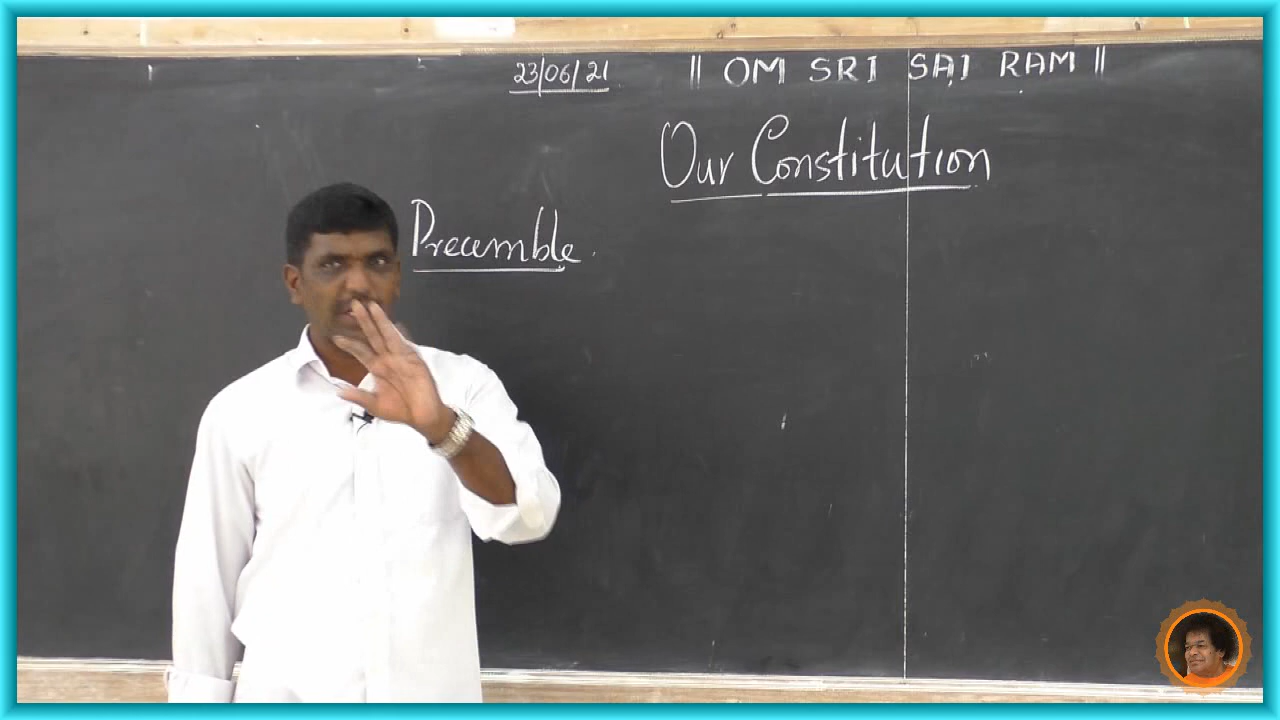 23/06/21
|| OM SRI SAI RAM ||
Our Constitution
Preeamble.